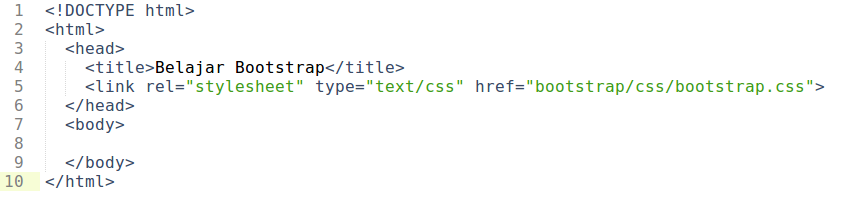 1 <!DOCTYPE html>
2 <html>
3 <head>
4 <title>Belajar Bootstrap</title>
5 <link rel="stylesheet" type="text/css" href="bootstrap/css/bootstrap.css">
6 </head>
7 <body>
8
9 </body>
10 </html>